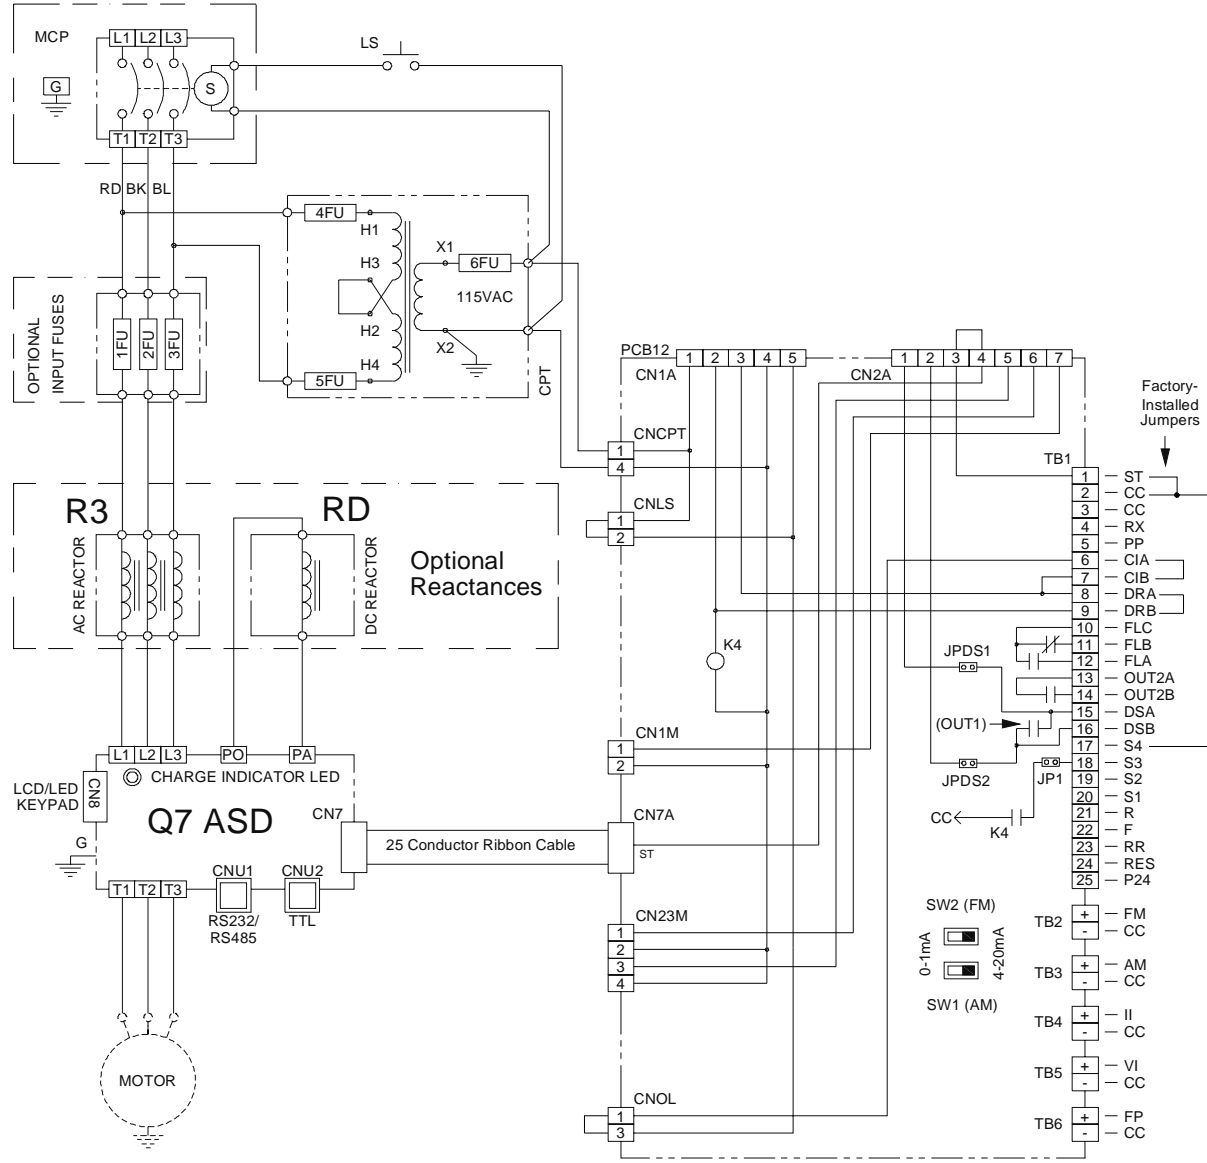 MCP
L1 L2 L3
LS
G
S
T1 T2 T3
RD BK BL
4FU
H1
X1
H3
6FU
115VAC
H2
X2
H4
5FU
CPT
OPTIONAL
INPUT FUSES
1FU
2FU
3FU
PCB12
1 2 3 4 5
CN1A
1 2 3 4 5 6 7
CN2A
Factory-
Installed
Jumpers
CNCPT
1
4
CNLS
1
2
TB1
1 ST
2 CC
3 CC
4 RX
5 PP
6 CIA
7 CIB
8 DRA
9 DRB
10 FLC
11 FLB
12 FLA
13 OUT2A
14 OUT2B
15 DSA
16 DSB
17 S4
18 S3
19 S2
20 S1
21 R
22 F
23 RR
24 RES
25 P24
R3
RD
AC REACTOR
DC REACTOR
Optional
Reactances
K4
JPDS1
(OUT1)
JPDS2
JP1
CC
K4
CN1M
1
2
L1 L2 L3
PO
PA
CHARGE INDICATOR LED
LCD/LED
KEYPAD
CN8
Q7 ASD
CN7
25 Conductor Ribbon Cable
CN7A
ST
G
T1 T2 T3
CNU1
RS232/
RS485
CNU2
TTL
CN23M
1
2
3
4
SW2 (FM)
0-1mA
4-20mA
SW1 (AM)
TB2
+ FM
- CC
TB3
+ AM
- CC
TB4
+ II
- CC
TB5
+ VI
- CC
TB6
+ FP
- CC
MOTOR
CNOL
1
3